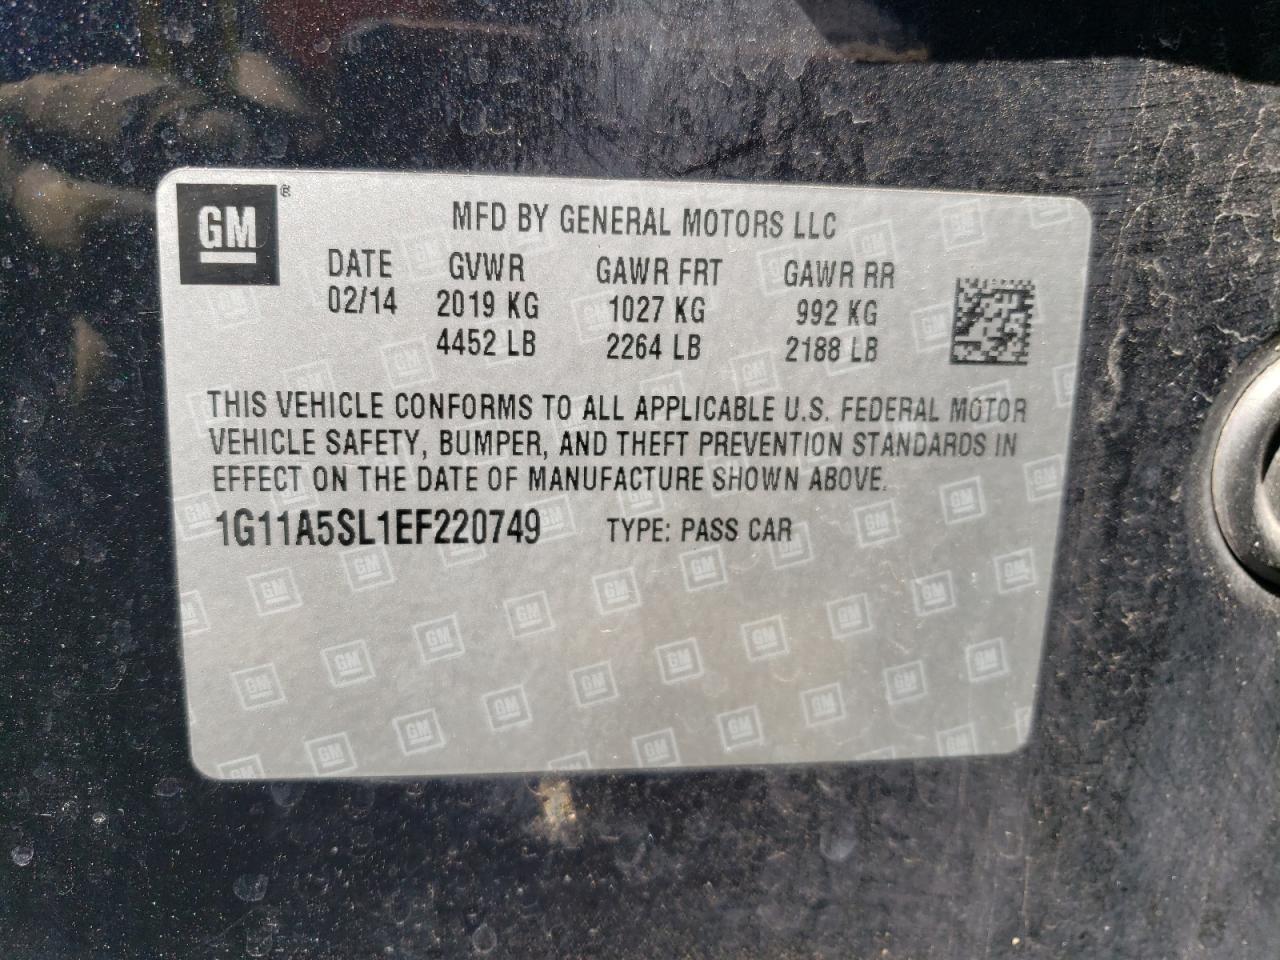 GM ®
MFD BY GENERAL MOTORS LLC
DATE GVWR GAWR FRT GAWR RR
02/14 2019 KG 1027 KG 992 KG
4452 LB 2264 LB 2188 LB
THIS VEHICLE CONFORMS TO ALL APPLICABLE U.S. FEDERAL MOTOR
VEHICLE SAFETY, BUMPER, AND THEFT PREVENTION STANDARDS IN
EFFECT ON THE DATE OF MANUFACTURE SHOWN ABOVE.
1G11A5SL1EF220749 TYPE: PASS CAR